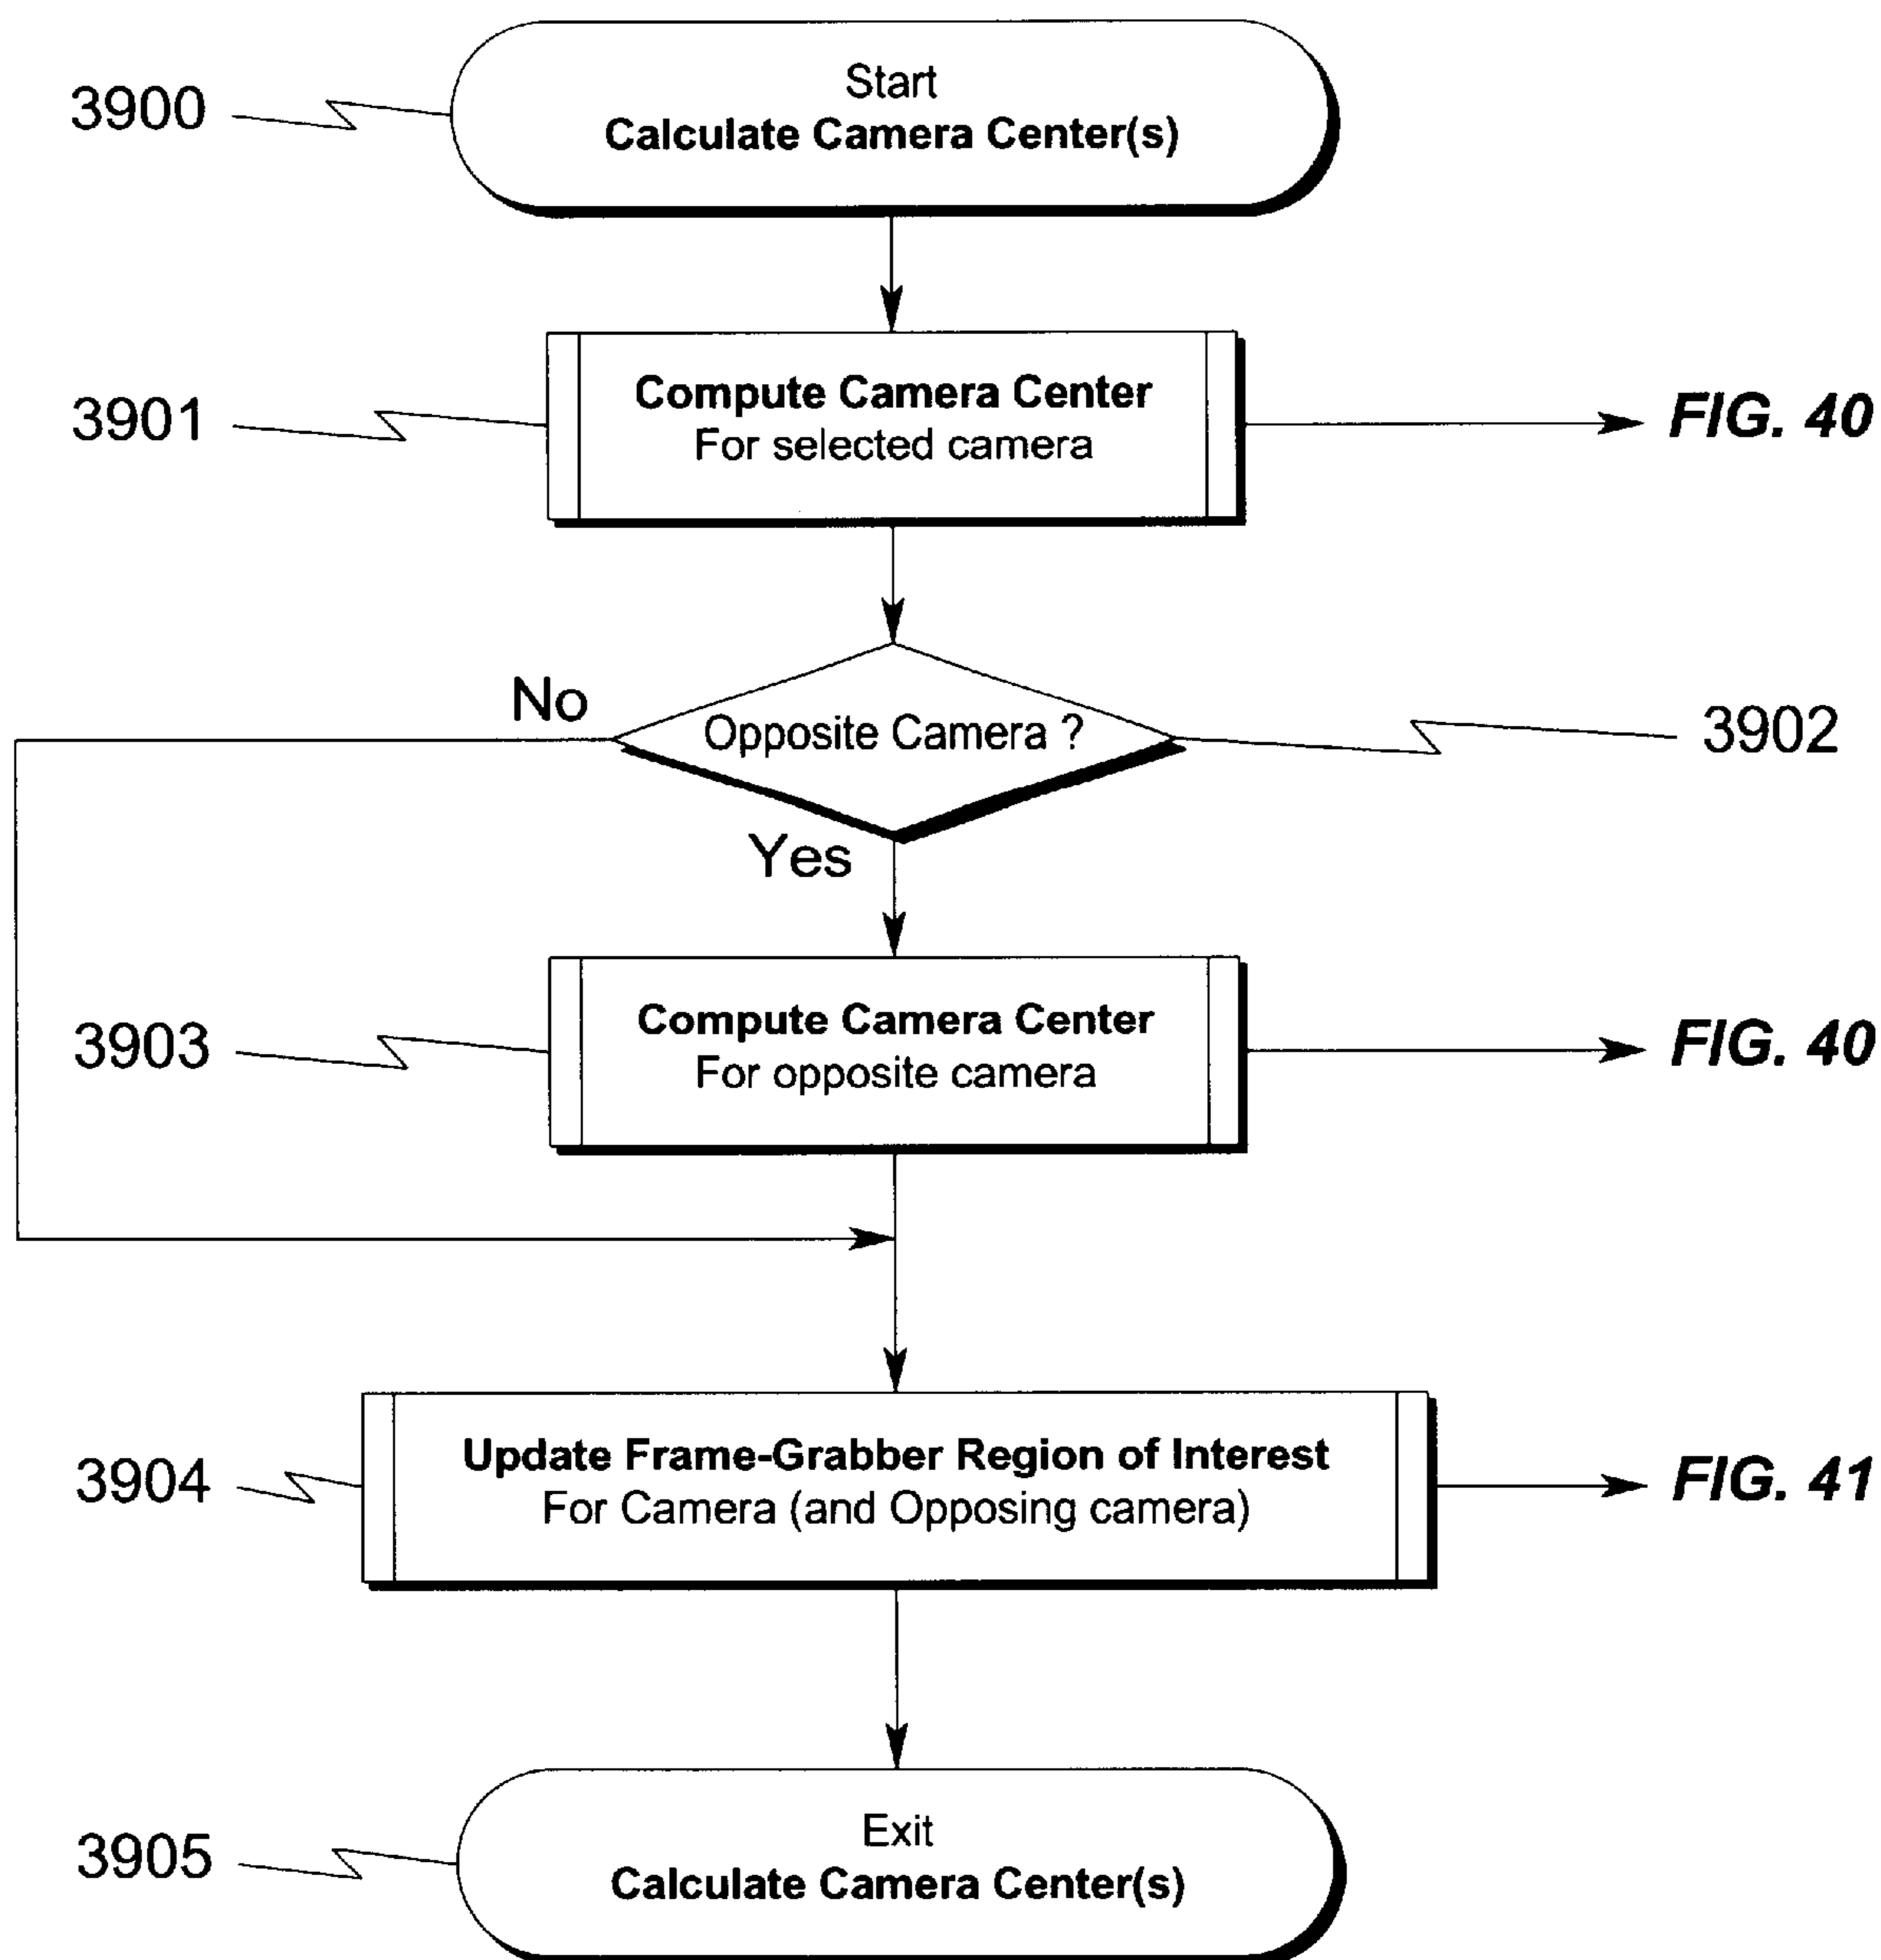 3900
Start
Calculate Camera Center(s)
3901
Compute Camera Center
For selected camera
FIG. 40
No
Opposite Camera ?
3902
Yes
3903
Compute Camera Center
For opposite camera
FIG. 40
3904
Update Frame-Grabber Region of Interest
For Camera (and Opposing camera)
FIG. 41
3905
Exit
Calculate Camera Center(s)